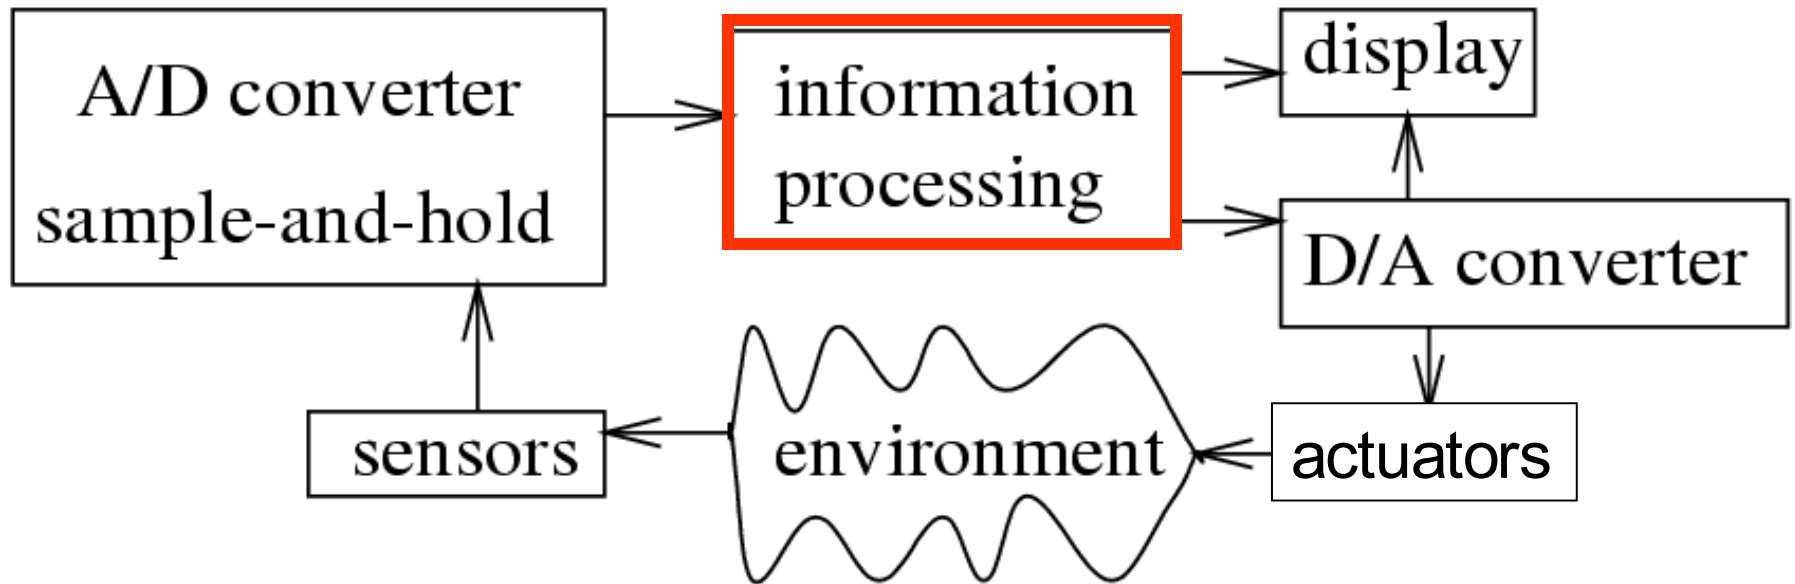 A/D converter
sample-and-hold
information
processing
display
D/A converter
sensors
environment
actuators